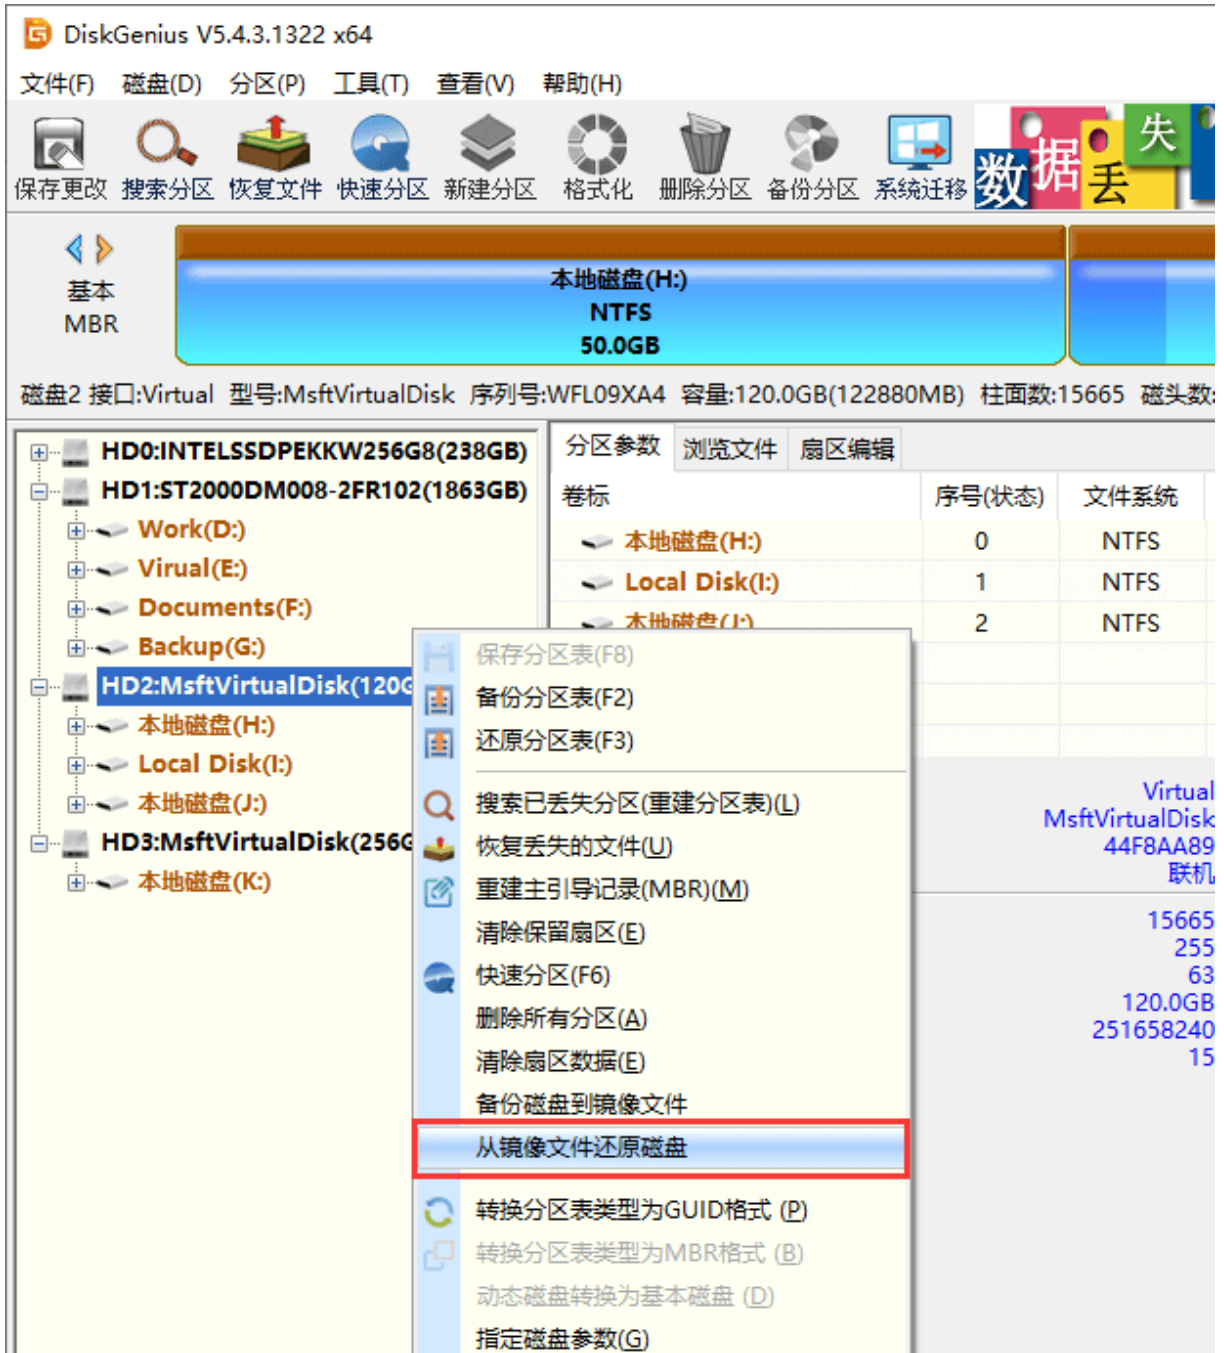 DiskGenius V5.4.3.1322 x64
文件(F) 磁盘(D) 分区(P) 工具(T) 查看(V) 帮助(H)
保存更改 搜索分区 恢复文件 快速分区 新建分区 格式化 删除分区 备份分区 系统迁移 数据丢失
基本
MBR
本地磁盘(H:)
NTFS
50.0GB
磁盘2 接口:Virtual 型号:MsftVirtualDisk 序列号:WFL09XA4 容量:120.0GB(122880MB) 柱面数:15665 磁头数:
HD0:INTELSSDPEKKW256G8(238GB)
HD1:ST2000DM008-2FR102(1863GB)
Work(D:)
Virual(E:)
Documents(F:)
Backup(G:)
HD2:MsftVirtualDisk(120G
本地磁盘(H:)
Local Disk(I:)
本地磁盘(J:)
HD3:MsftVirtualDisk(256G
本地磁盘(K:)
分区参数 浏览文件 扇区编辑
卷标 序号(状态) 文件系统
本地磁盘(H:) 0 NTFS
Local Disk(I:) 1 NTFS
本地磁盘(J:) 2 NTFS
保存分区表(F8)
备份分区表(F2)
还原分区表(F3)
搜索已丢失分区(重建分区表)(L)
恢复丢失的文件(U)
重建主引导记录(MBR)(M)
清除保留扇区(E)
快速分区(F6)
删除所有分区(A)
清除扇区数据(E)
备份磁盘到镜像文件
从镜像文件还原磁盘
转换分区表类型为GUID格式 (P)
转换分区表类型为MBR格式 (B)
动态磁盘转换为基本磁盘 (D)
指定磁盘参数(G)
Virtual
MsftVirtualDisk
44F8AA89
联机
15665
255
63
120.0GB
251658240
15